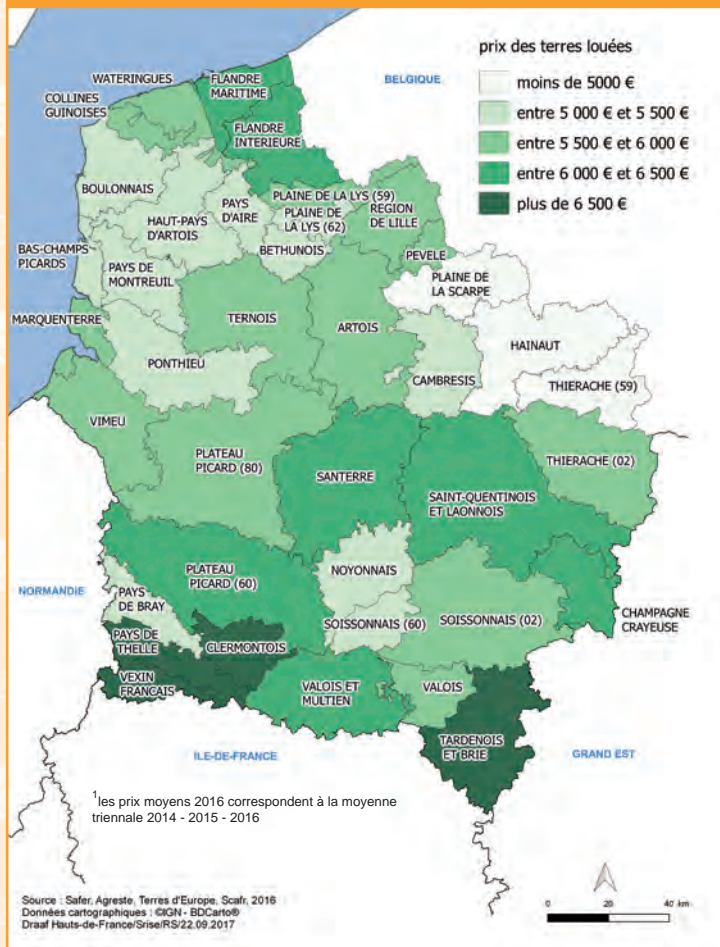 prix des terres louées
moins de 5000 €
entre 5 000 € et 5 500 €
entre 5 500 € et 6 000 €
entre 6 000 € et 6 500 €
plus de 6 500 €
BELGIQUE
WATERINGUES
FLANDRE
MARITIME
COLLINES
GUINOISES
FLANDRE
INTERIEURE
BOULONNAIS
PAYS
D'AIRE
PLAINE DE LA LYS (59)
PLAINE DE
LA LYS (62)
REGION
DE LILLE
HAUT-PAYS
D'ARTOIS
BETHUNOIS
BAS-CHAMPS
PICARDS
PAYS DE
MONTREUIL
PEVELE
PLAINE DE
LA SCARPE
MARQUENTERRE
TERNOIS
ARTOIS
HAINAUT
PONTHIEU
CAMBRESIS
THIERACHE (59)
VIMEU
PLATEAU
PICARD (80)
SANTERRE
THIERACHE (02)
SAINT-QUENTINOIS
ET LAONNOIS
NORMANDIE
PLATEAU
PICARD (60)
NOYONNAIS
PAYS
DE BRAY
SOISSONNAIS (60)
SOISSONNAIS (02)
CHAMPAGNE
CRAYEUSE
PAYS DE
THELLE
CLERMONTOIS
VEXIN
FRANCAIS
VALOIS ET
MULTIEN
VALOIS
TARDENOIS
ET BRIE
ILE-DE-FRANCE
GRAND EST
1les prix moyens 2016 correspondent à la moyenne
triennale 2014 - 2015 - 2016
Source : Safer, Agreste, Terres d'Europe, Scafr, 2016
Données cartographiques : ©IGN - BDCarto®
Draaf Hauts-de-France/Srise/RS/22.09.2017
0 20 40 km